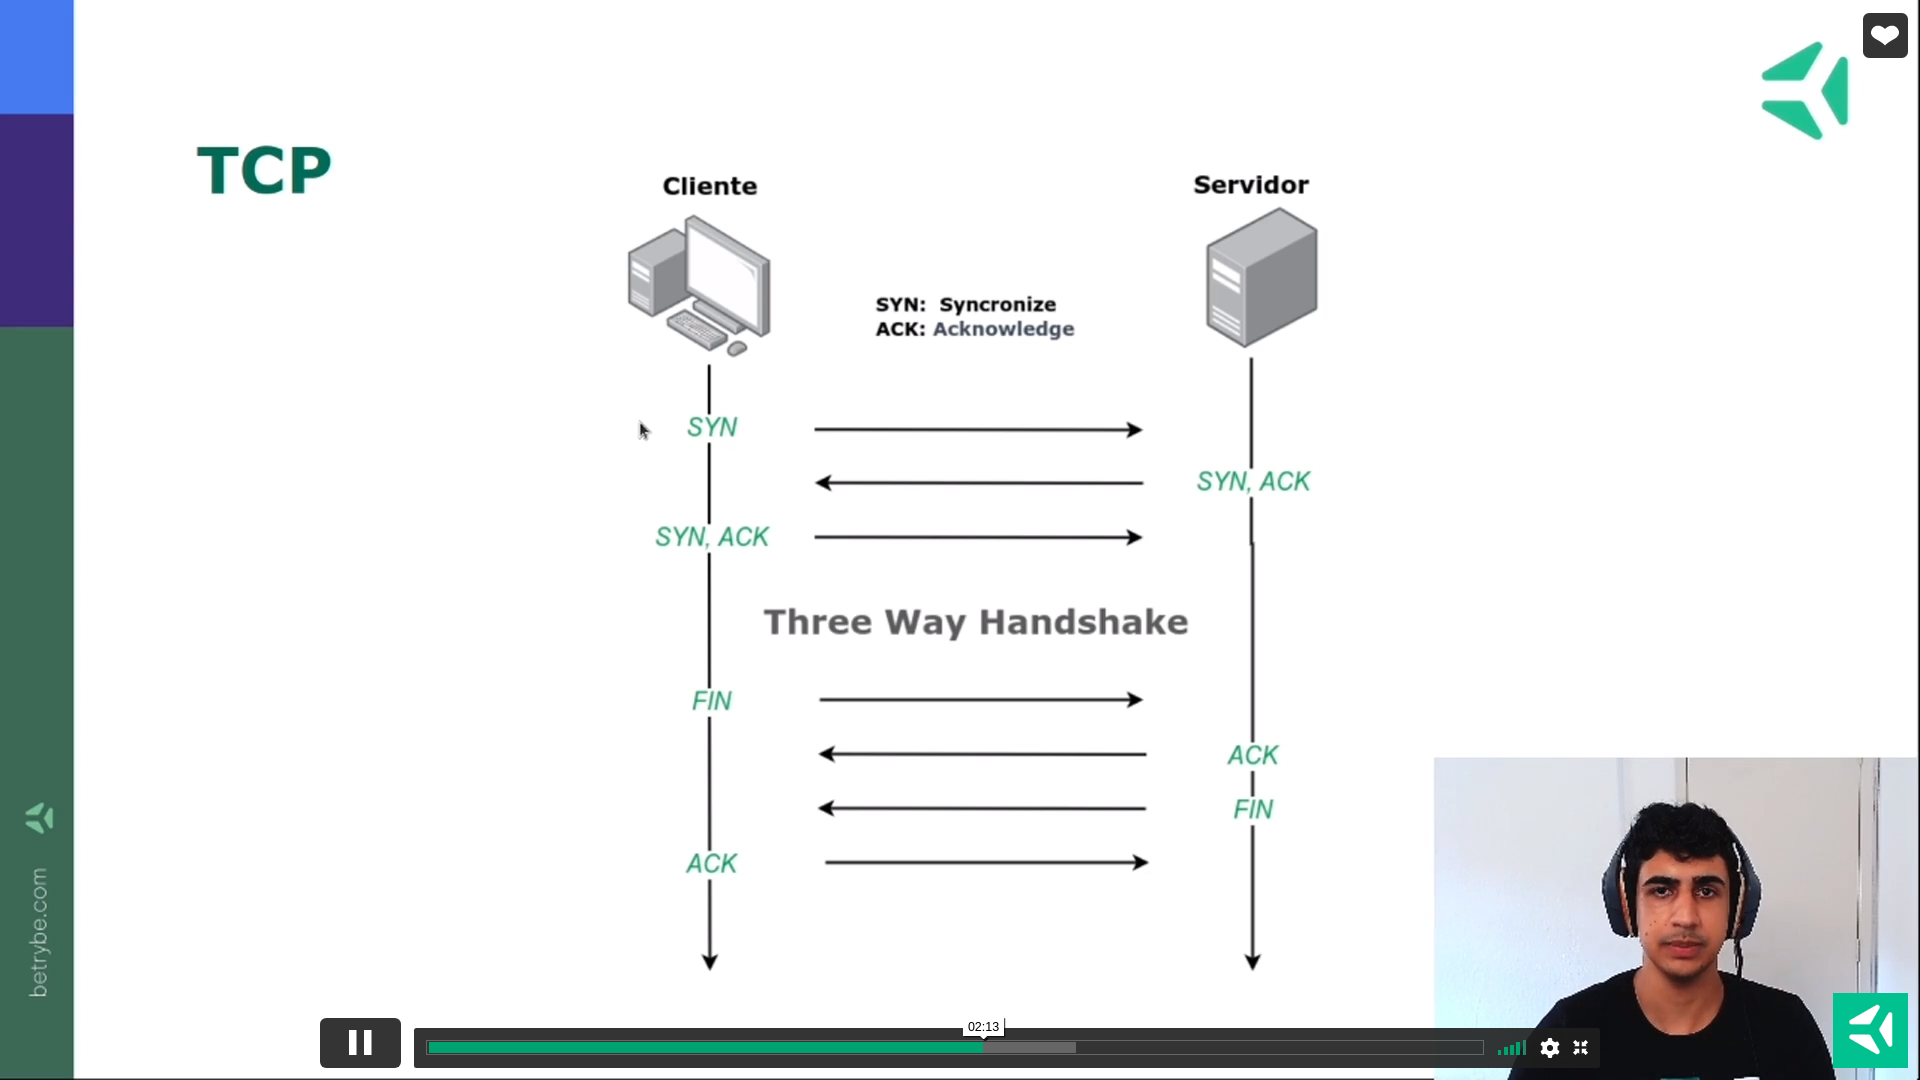 TCP
Cliente
Servidor
SYN: Syncronize
ACK: Acknowledge
SYN
SYN, ACK
SYN, ACK
Three Way Handshake
FIN
ACK
FIN
ACK
betrybe.com
02:13